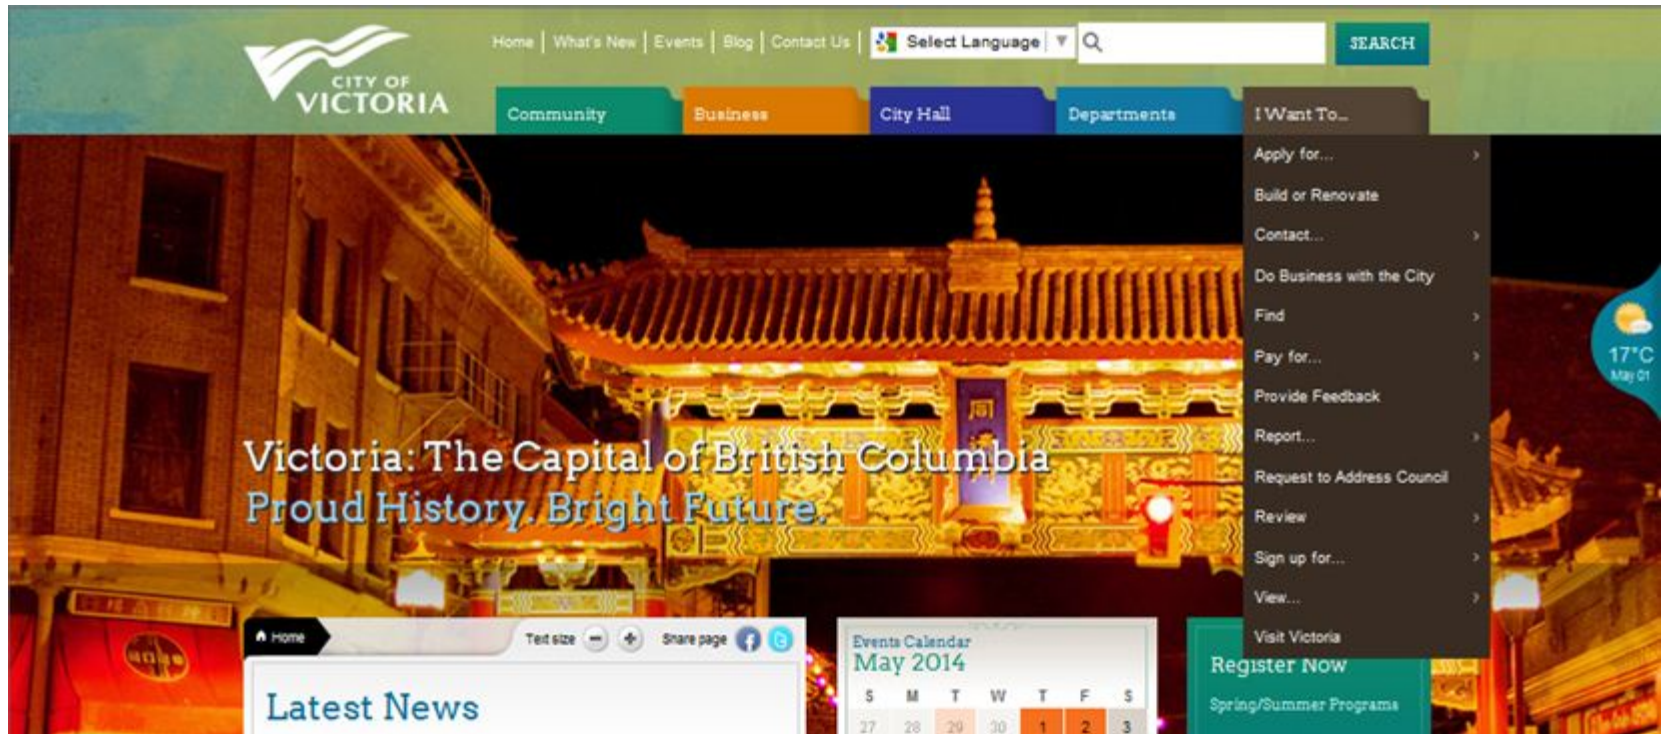 CITY OF
VICTORIA
Home | What's New | Events | Blog | Contact Us | Select Language ▼
SEARCH
Community
Business
City Hall
Departments
I Want To...
Apply for... ›
Build or Renovate
Contact... ›
Do Business with the City
Find ›
Pay for... ›
Provide Feedback
Report... ›
Request to Address Council
Review ›
Sign up for... ›
View... ›
Visit Victoria
17°C
May 01
同
Victoria: The Capital of British Columbia
Proud History. Bright Future.
Home
Text size - +
Share page
Latest News
Events Calendar
May 2014
S M T W T F S
27 28 29 30 1 2 3
Register Now
Spring/Summer Programs